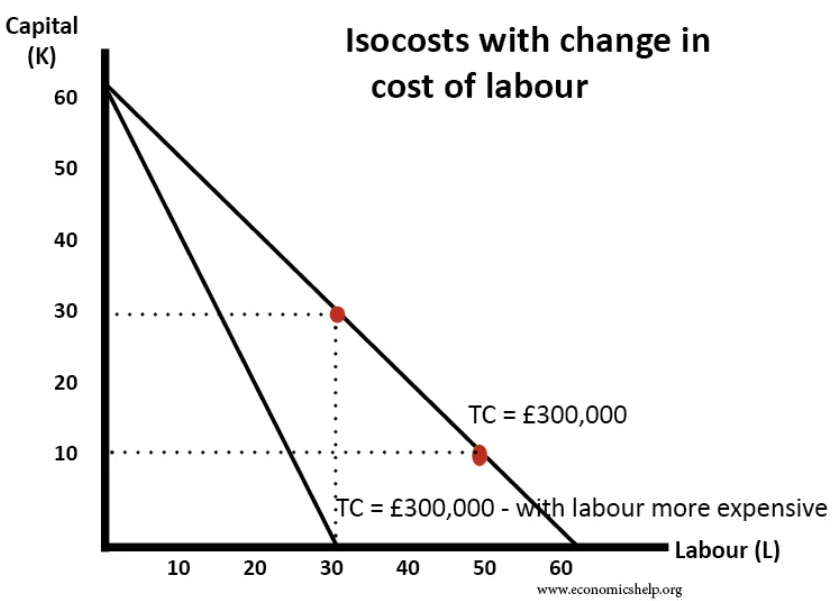 Capital
(K)
Isocosts with change in
cost of labour
60
50
40
30
20
10
TC = £300,000
TC = £300,000 - with labour more expensive
Labour (L)
10 20 30 40 50 60
www.economicshelp.org